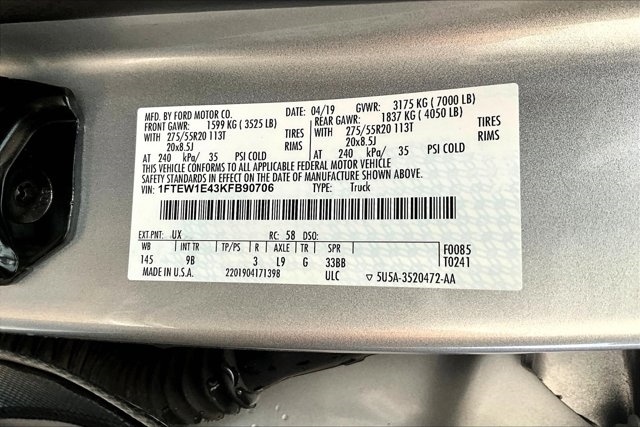 MFD. BY FORD MOTOR CO. DATE: 04/19 GVWR: 3175 KG ( 7000 LB)
FRONT GAWR: 1599 KG ( 3525 LB) REAR GAWR: 1837 KG ( 4050 LB)
WITH 275/55R20 113T TIRES WITH 275/55R20 113T TIRES
20x8.5J RIMS 20x8.5J RIMS
AT 240 kPa/ 35 PSI COLD AT 240 kPa/ 35 PSI COLD
THIS VEHICLE CONFORMS TO ALL APPLICABLE FEDERAL MOTOR VEHICLE
SAFETY STANDARDS IN EFFECT ON THE DATE OF MANUFACTURE SHOWN ABOVE.
VIN: 1FTEW1E43KFB90706 TYPE: Truck
EXT PNT: UX RC: 58 DSO: F0085
WB INT TR TP/PS R AXLE TR SPR T0241
145 9B 3 L9 G 33BB
MADE IN U.S.A. 2201904171398 ULC ▽ 5U5A-3520472-AA